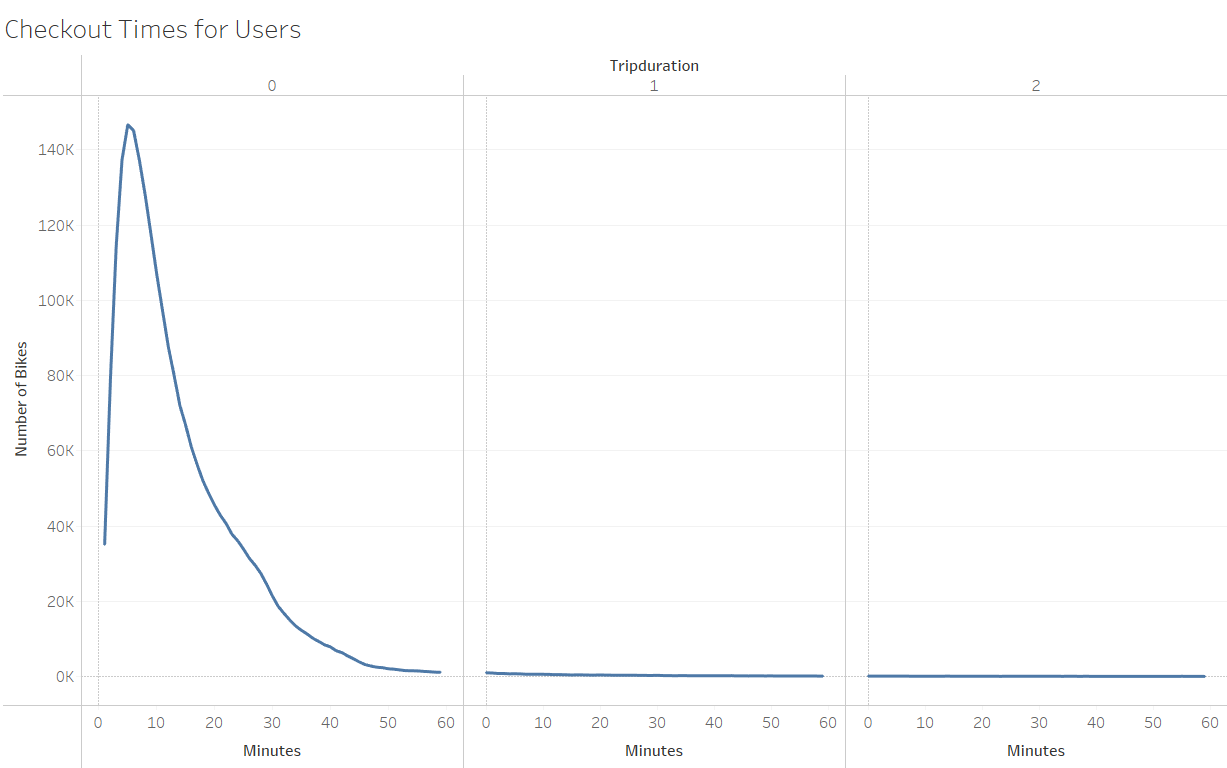 Checkout Times for Users
Tripduration
0 1 2
140K
120K
100K
80K
60K
40K
20K
0K
Number of Bikes
0 10 20 30 40 50 60 0 10 20 30 40 50 60 0 10 20 30 40 50 60
Minutes Minutes Minutes